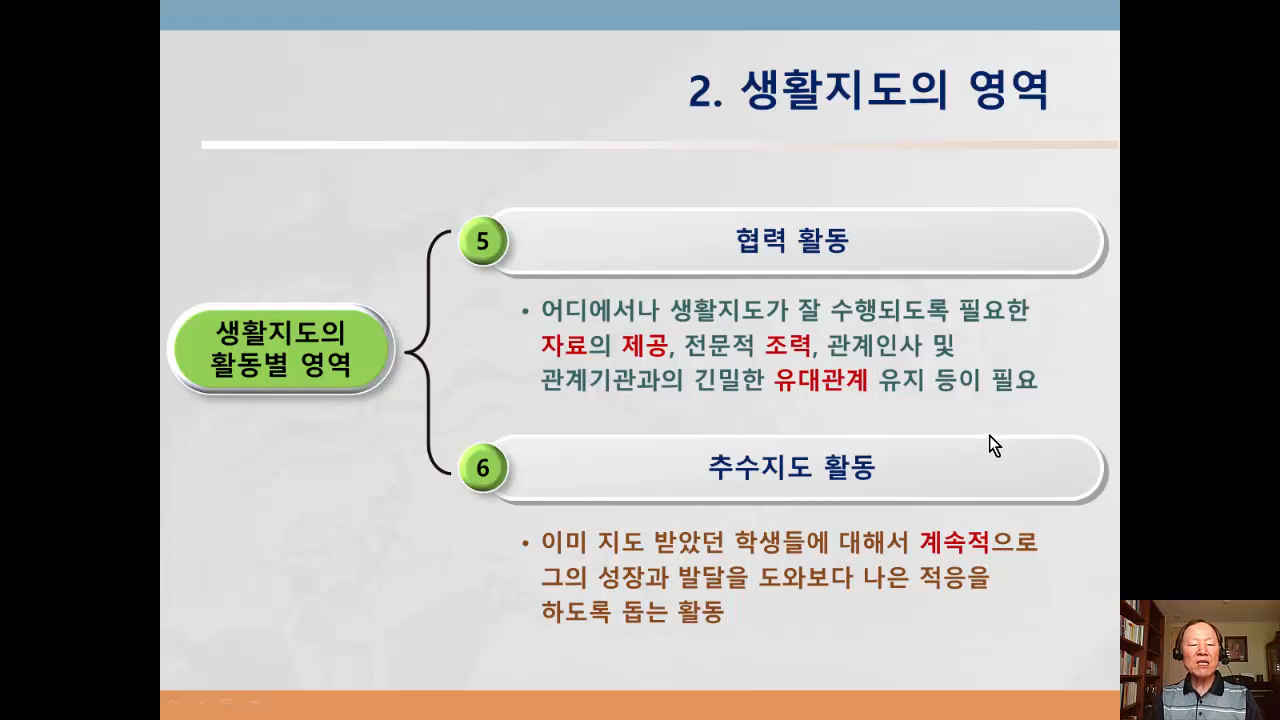 2. 생활지도의 영역
생활지도의
활동별 영역
5
협력 활동
• 어디에서나 생활지도가 잘 수행되도록 필요한
자료의 제공, 전문적 조력, 관계인사 및
관계기관과의 긴밀한 유대관계 유지 등이 필요
6
추수지도 활동
• 이미 지도 받았던 학생들에 대해서 계속적으로
그의 성장과 발달을 도와보다 나은 적응을
하도록 돕는 활동